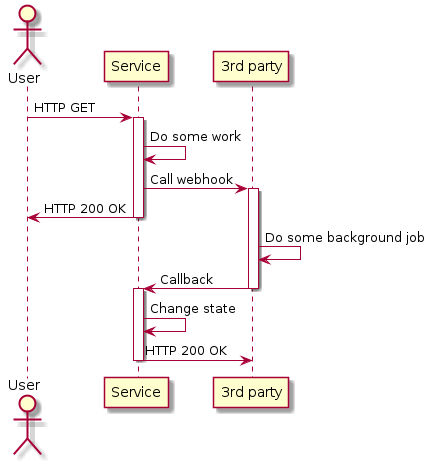 User
Service
3rd party
HTTP GET
Do some work
Call webhook
HTTP 200 OK
Do some background job
Callback
Change state
HTTP 200 OK
User
Service
3rd party